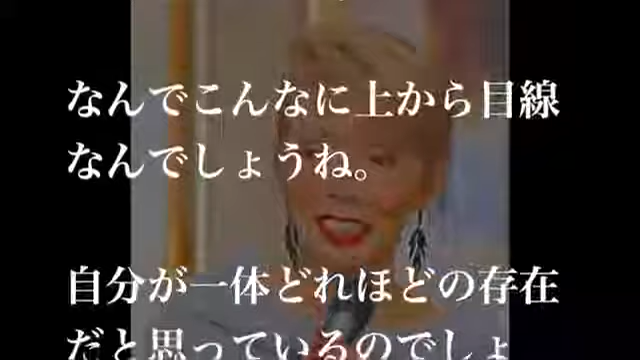 なんでこんなに上から目線
なんでしょうね。
自分が一体どれほどの存在
だと思っているのでしょ